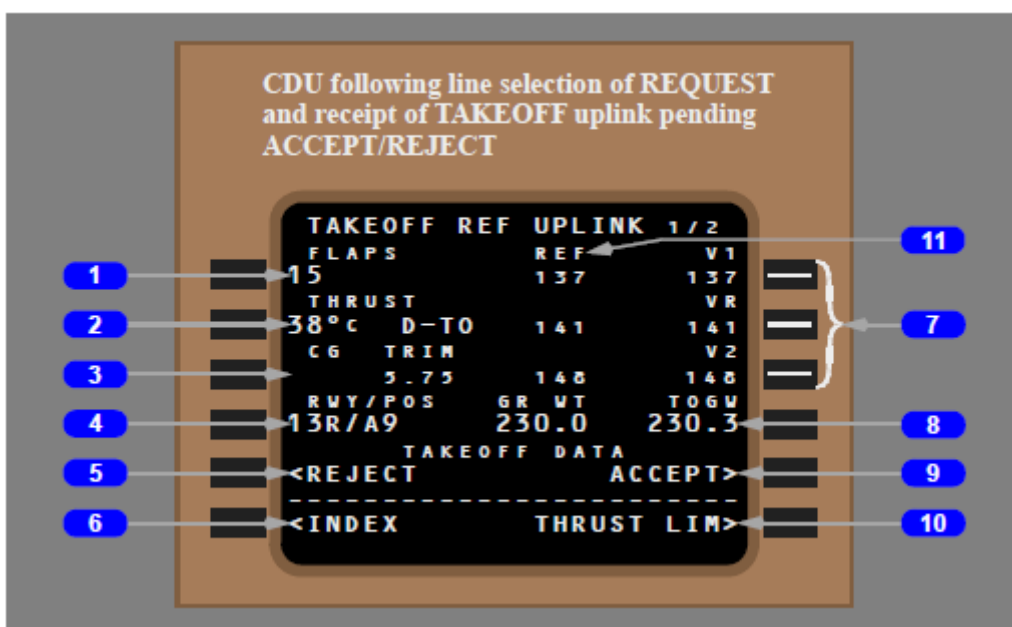 CDU following line selection of REQUEST
and receipt of TAKEOFF uplink pending
ACCEPT/REJECT
TAKEOFF REF UPLINK 1/2
11
FLAPS REF V1
1
15 137 137
THRUST VR
2
38°C D-TO 141 141
7
CG TRIM V2
3
5.75 148 148
RWY/POS GR WT TOGW
4
13R/A9 230.0 230.3
8
TAKEOFF DATA
5
<REJECT ACCEPT>
9
--------------------------
6
<INDEX THRUST LIM>
10